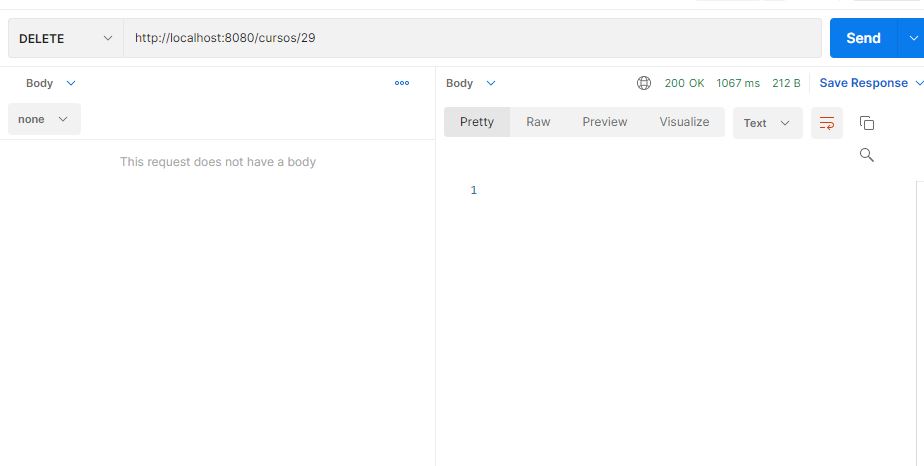 DELETE http://localhost:8080/cursos/29 Send
Body Body 200 OK 1067 ms 212 B Save Response
none Pretty Raw Preview Visualize Text
This request does not have a body
1